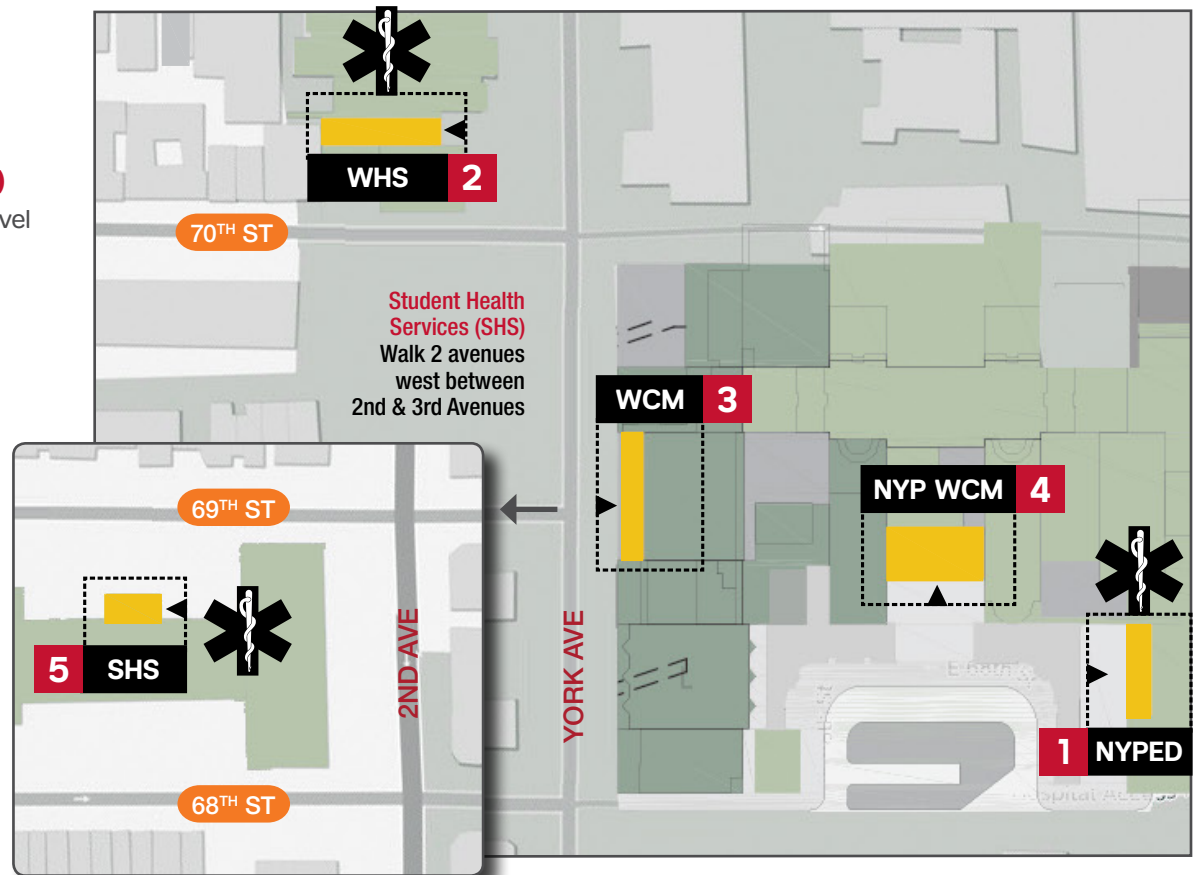 WHS 2
vel
70TH ST
Student Health
Services (SHS)
Walk 2 avenues
west between
2nd & 3rd Avenues
WCM 3
NYP WCM 4
69TH ST
5 SHS
2ND AVE
YORK AVE
1 NYPED
68TH ST